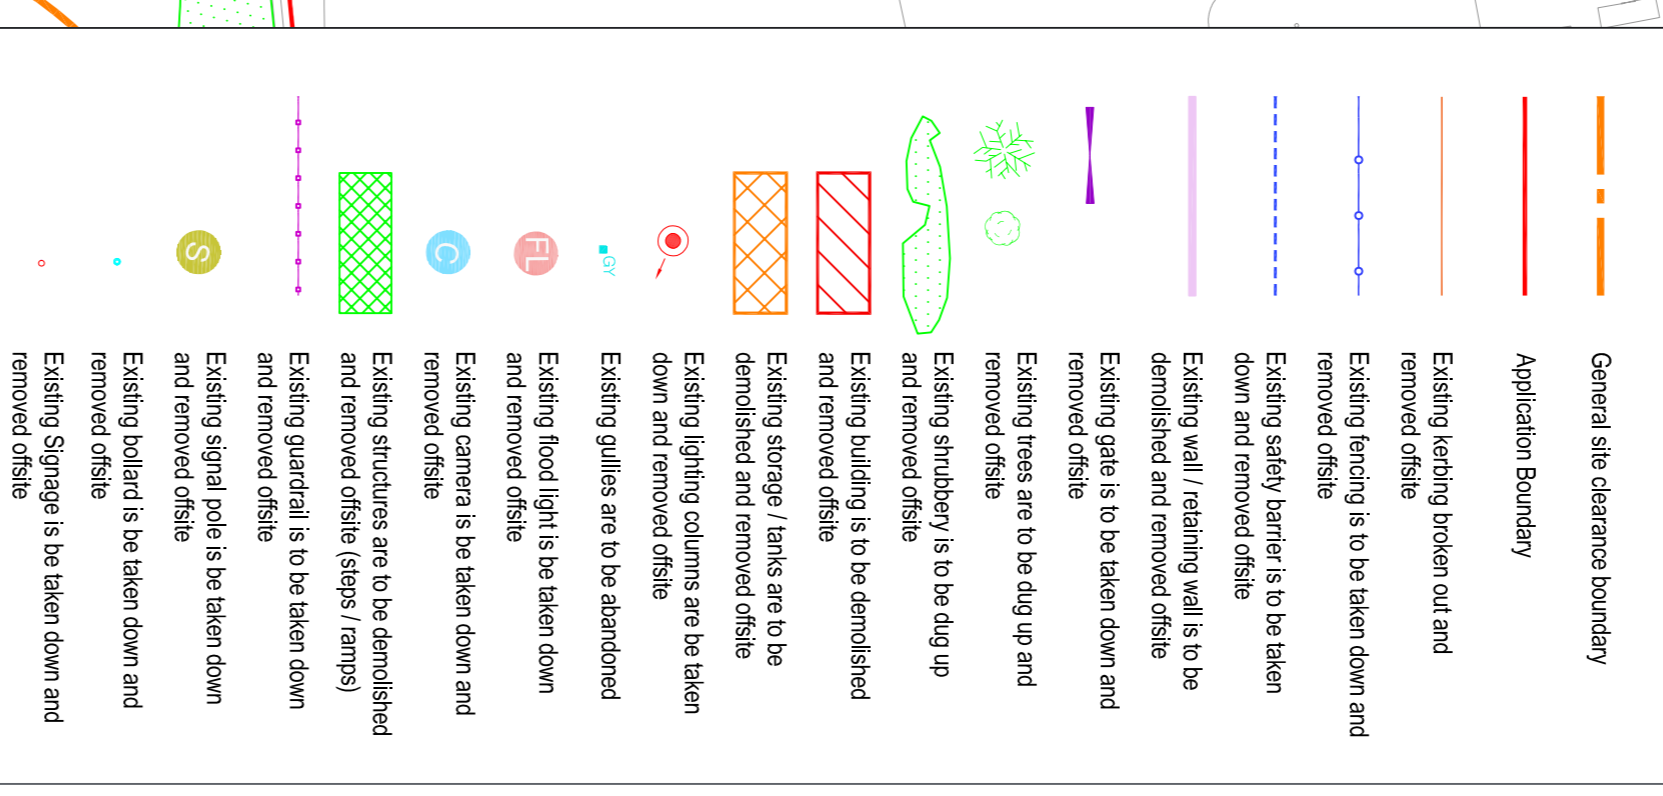 General site clearance boundary
Application Boundary
Existing kerbing broken out and
removed offsite
Existing fencing is to be taken down and
removed offsite
Existing safety barrier is to be taken
down and removed offsite
Existing wall / retaining wall is to be
demolished and removed offsite
Existing gate is to be taken down and
removed offsite
Existing trees are to be dug up and
removed offsite
Existing shrubbery is to be dug up
and removed offsite
Existing building is to be demolished
and removed offsite
Existing storage / tanks are to be
demolished and removed offsite
Existing lighting columns are be taken
down and removed offsite
GY
Existing gullies are to be abandoned
FL
Existing flood light is be taken down
and removed offsite
C
Existing camera is be taken down and
removed offsite
Existing structures are to be demolished
and removed offsite (steps / ramps)
Existing guardrail is to be taken down
and removed offsite
S
Existing signal pole is be taken down
and removed offsite
Existing bollard is be taken down and
removed offsite
Existing Signage is be taken down and
removed offsite